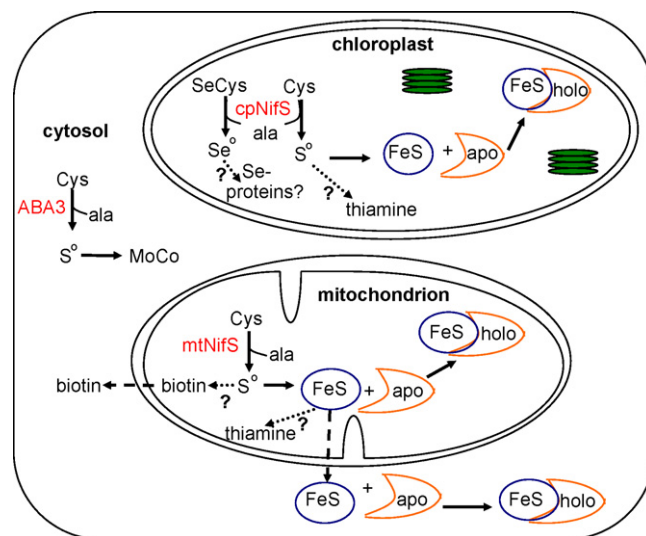 chloroplast
SeCys Cys
cpNifS
ala
Se° S°
? Se-
proteins?
?
thiamine
FeS + apo
FeS holo
cytosol
Cys
ABA3
ala
S° MoCo
mitochondrion
Cys
mtNifS
ala
biotin biotin S°
?
FeS + apo
FeS holo
thiamine ?
FeS + apo FeS holo